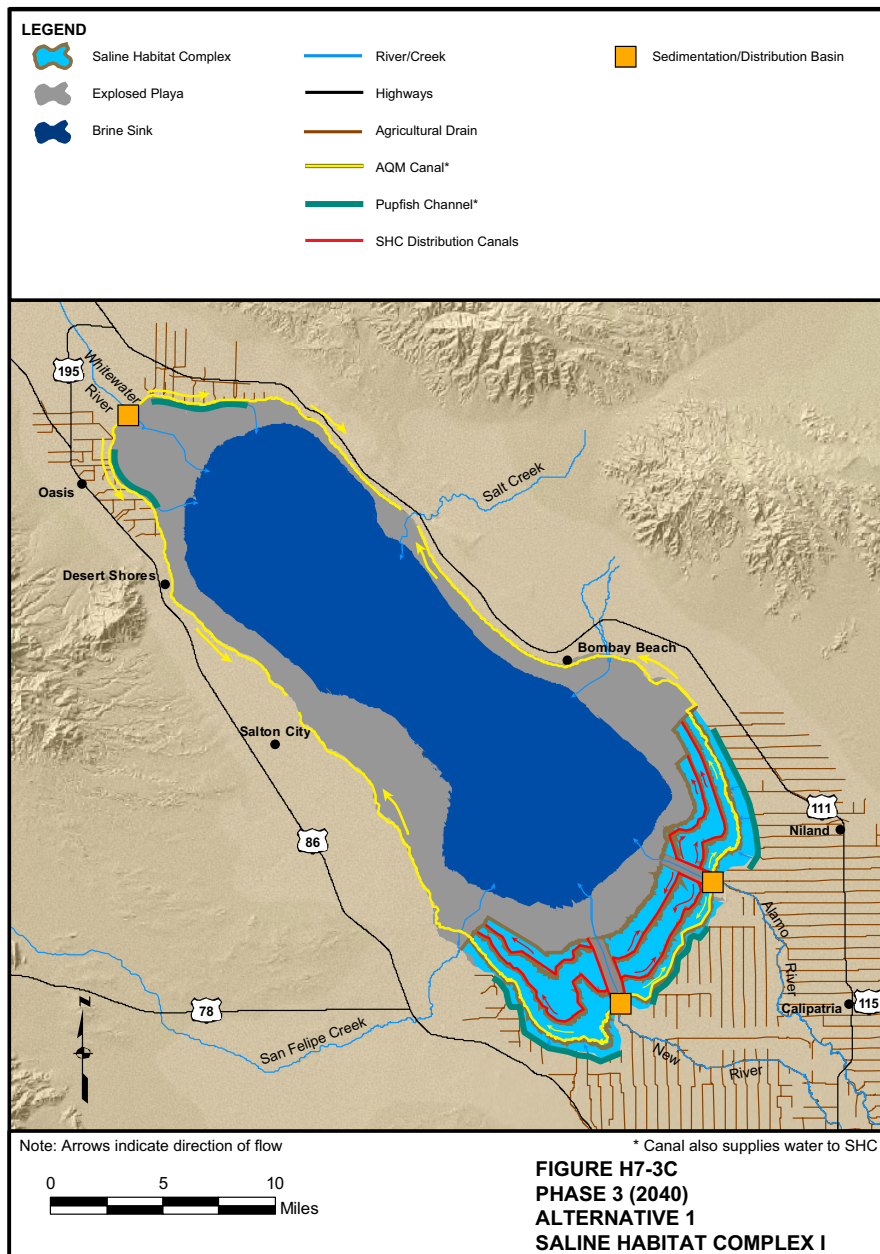 LEGEND
Saline Habitat Complex
Explosed Playa
Brine Sink
River/Creek
Highways
Agricultural Drain
AQM Canal*
Pupfish Channel*
SHC Distribution Canals
Sedimentation/Distribution Basin
195
Whitewater
River
Oasis
Salt Creek
Desert Shores
Bombay Beach
Salton City
111
Niland
86
Alamo
River
Calipatria
115
78
San Felipe Creek
New
River
N
Note: Arrows indicate direction of flow
* Canal also supplies water to SHC
0 5 10
Miles
FIGURE H7-3C
PHASE 3 (2040)
ALTERNATIVE 1
SALINE HABITAT COMPLEX I